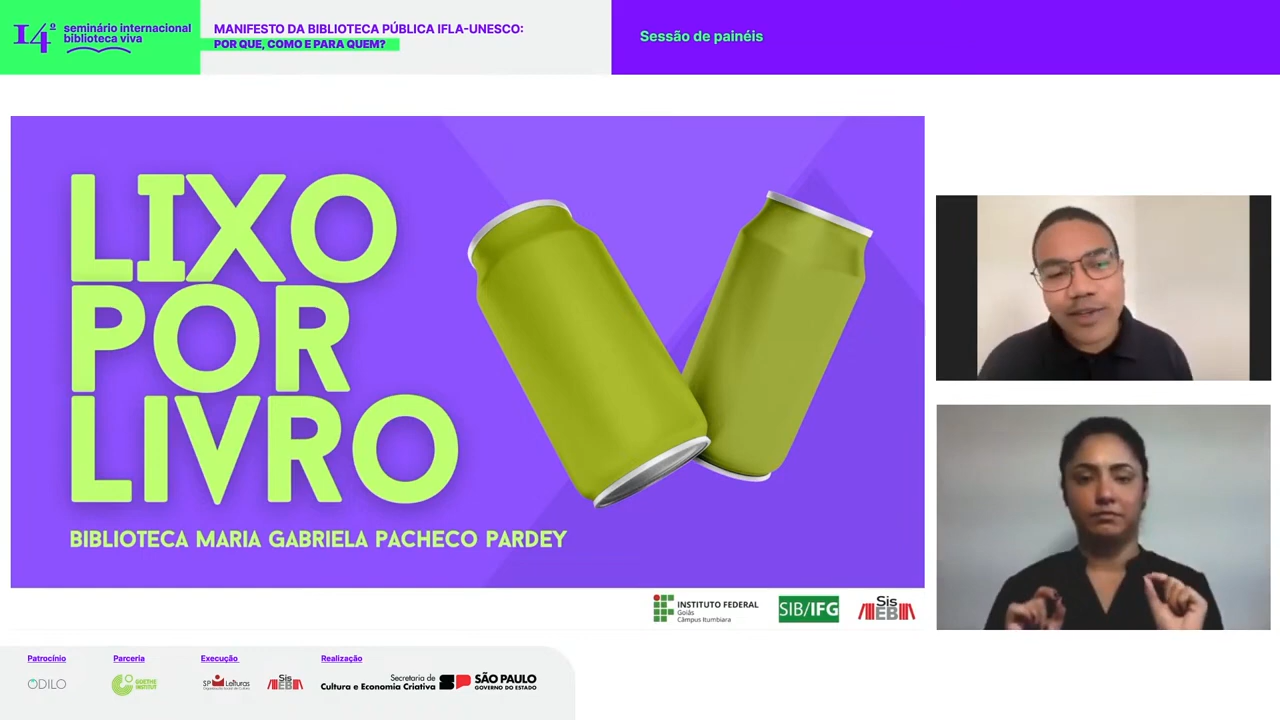 14º seminário internacional
biblioteca viva
MANIFESTO DA BIBLIOTECA PÚBLICA IFLA-UNESCO:
POR QUE, COMO E PARA QUEM?
Sessão de painéis
LIXO
POR
LIVRO
BIBLIOTECA MARIA GABRIELA PACHECO PARDEY
INSTITUTO FEDERAL
Goiás
Câmpus Itumbiara
SIB/IFG
SisEB
Patrocínio
Parceria
Execução
Realização
ODILO
GOETHE
INSTITUT
SP Leituras
SisEB
Secretaria de
Cultura e Economia Criativa
SP
SÃO PAULO
GOVERNO DO ESTADO